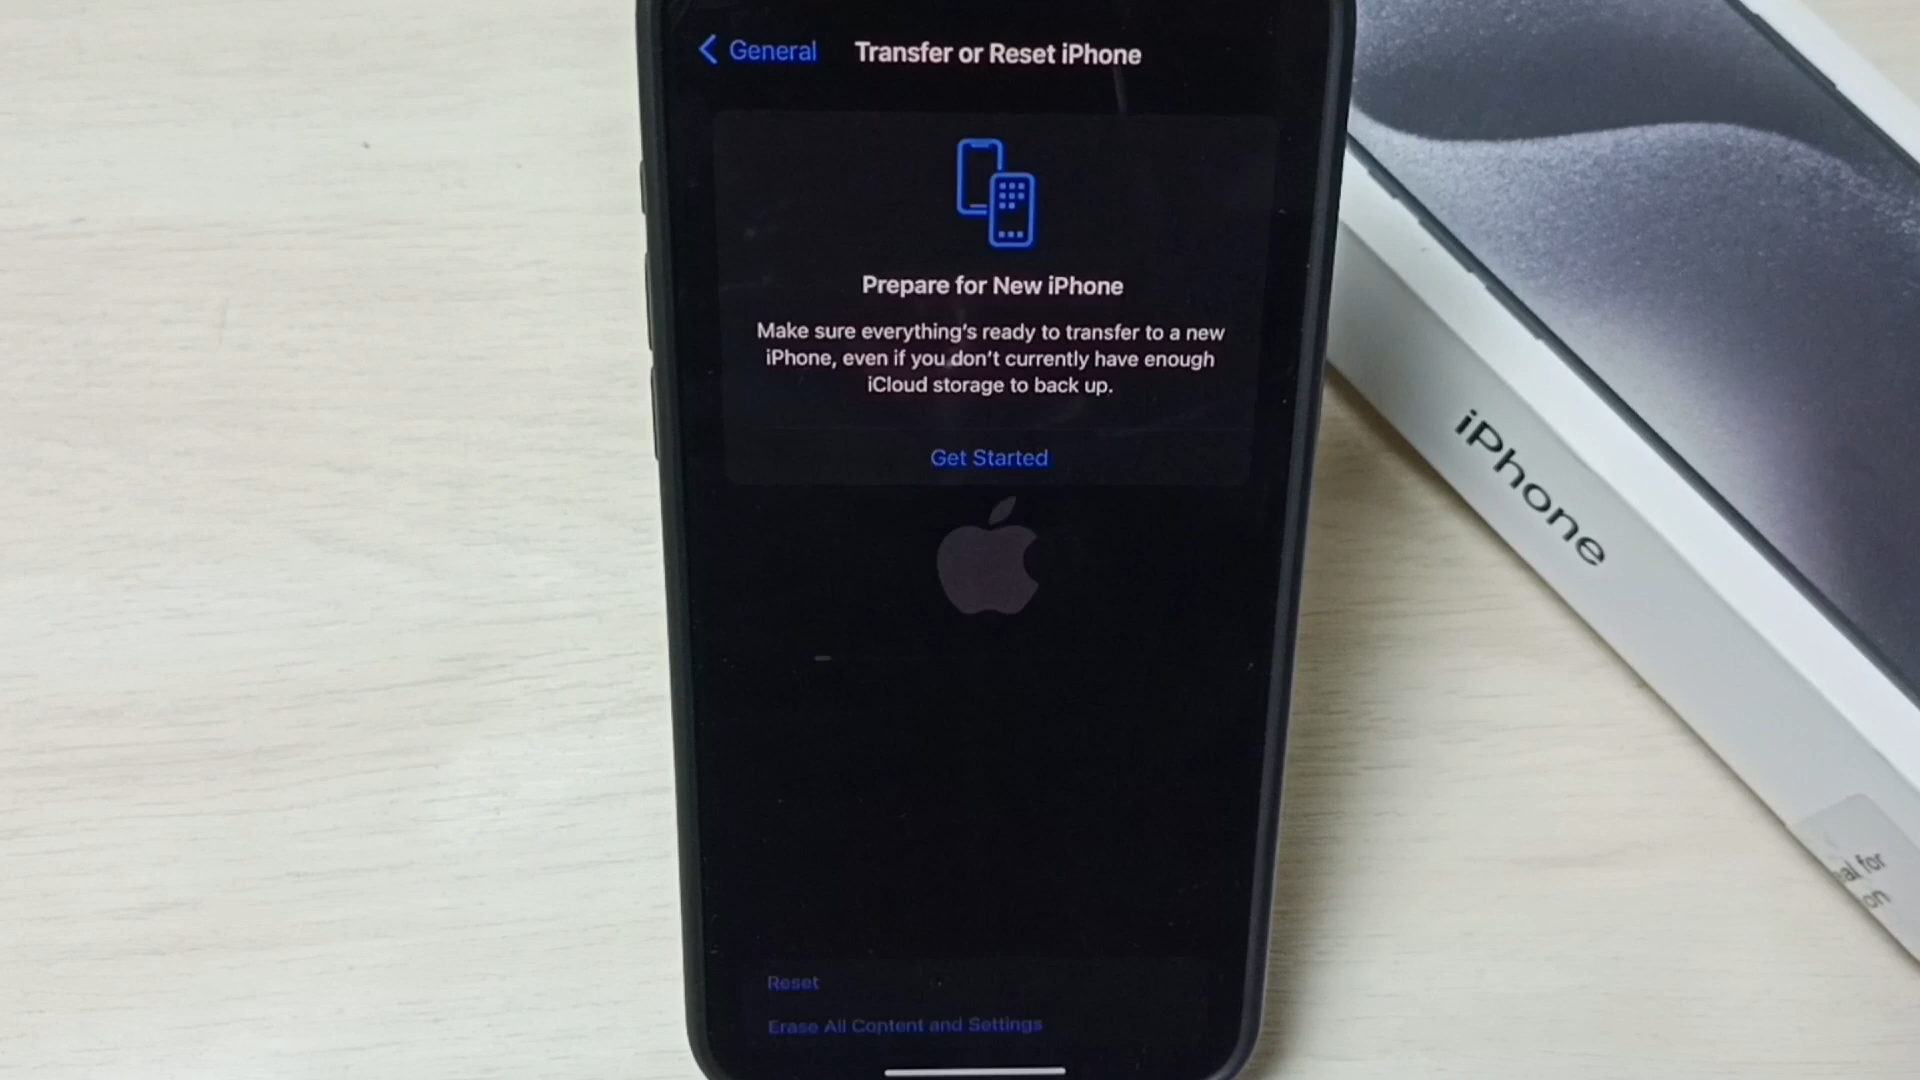 General
Transfer or Reset iPhone
Prepare for New iPhone
Make sure everything's ready to transfer to a new
iPhone, even if you don't currently have enough
iCloud storage to back up.
Get Started
Reset
Erase All Content and Settings
iPhone
for
on